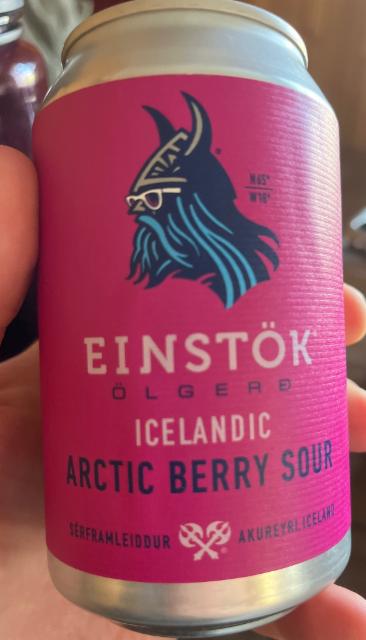 N65°
W18°
EINSTÖK
ÖLGERÐ
ICELANDIC
ARCTIC BERRY SOUR
SÉRFRAMLEIDDUR AKUREYRI, ICELAND